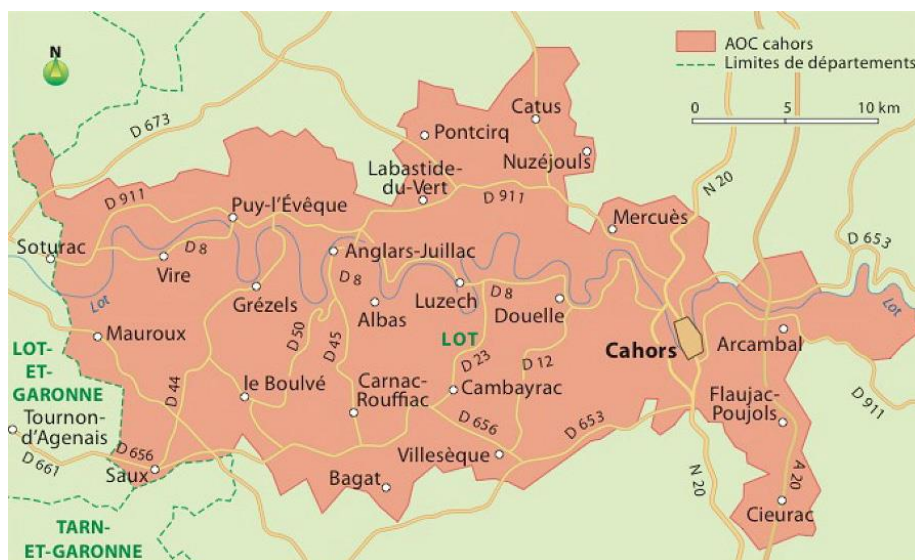 N
AOC cahors
Limites de départements
0 5 10 km
D 673
Catus
Pontcirq
Nuzéjouls
Labastide-
du-Vert
N 20
D 911
Puy-l'Évêque
D 911
Mercuès
D 653
Soturac
D 8
Vire
Anglars-Juillac
D 8
Lot
Grézels
Albas
Luzech
D 8
Douelle
Lot
Mauroux
D 50
D 45
LOT
Cahors
Arcambal
LOT-
ET-
GARONNE
D 44
le Boulvé
Carnac-
Rouffiac
D 23
D 12
Cambayrac
Flaujac-
Poujols
D 911
Tournon-
d'Agenais
D 661
D 656
Saux
D 656
Villesèque
D 653
Bagat
N 20
A 20
Cieurac
TARN-
ET-GARONNE